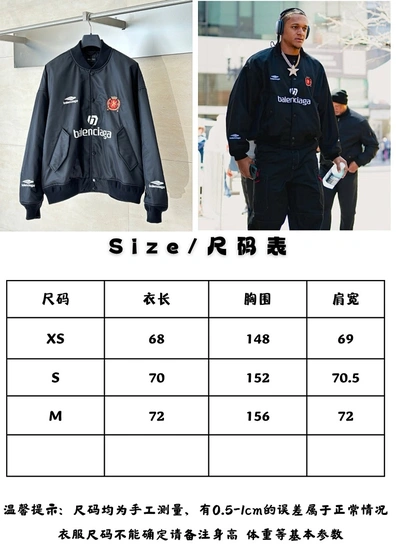 balenciaga
balenciaga
Size/尺码表
尺码 衣长 胸围 肩宽
XS 68 148 69
S 70 152 70.5
M 72 156 72
温馨提示：尺码均为手工测量、有0.5-1cm的误差属于正常情况
衣服尺码不能确定请备注身高 体重等基本参数